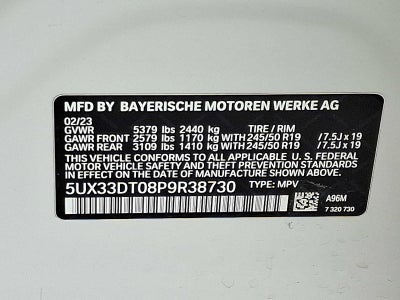 MFD BY BAYERISCHE MOTOREN WERKE AG
02/23
GVWR 5379 lbs 2440 kg TIRE / RIM
GAWR FRONT 2579 lbs 1170 kg WITH 245/50 R19 / 7.5J x 19
GAWR REAR 3109 lbs 1410 kg WITH 245/50 R19 / 7.5J x 19
THIS VEHICLE CONFORMS TO ALL APPLICABLE U. S. FEDERAL
MOTOR VEHICLE SAFETY STANDARDS IN EFFECT ON
THE DATE OF MANUFACTURE SHOWN ABOVE.
5UX33DT08P9R38730 TYPE: MPV
A96M
7 320 730